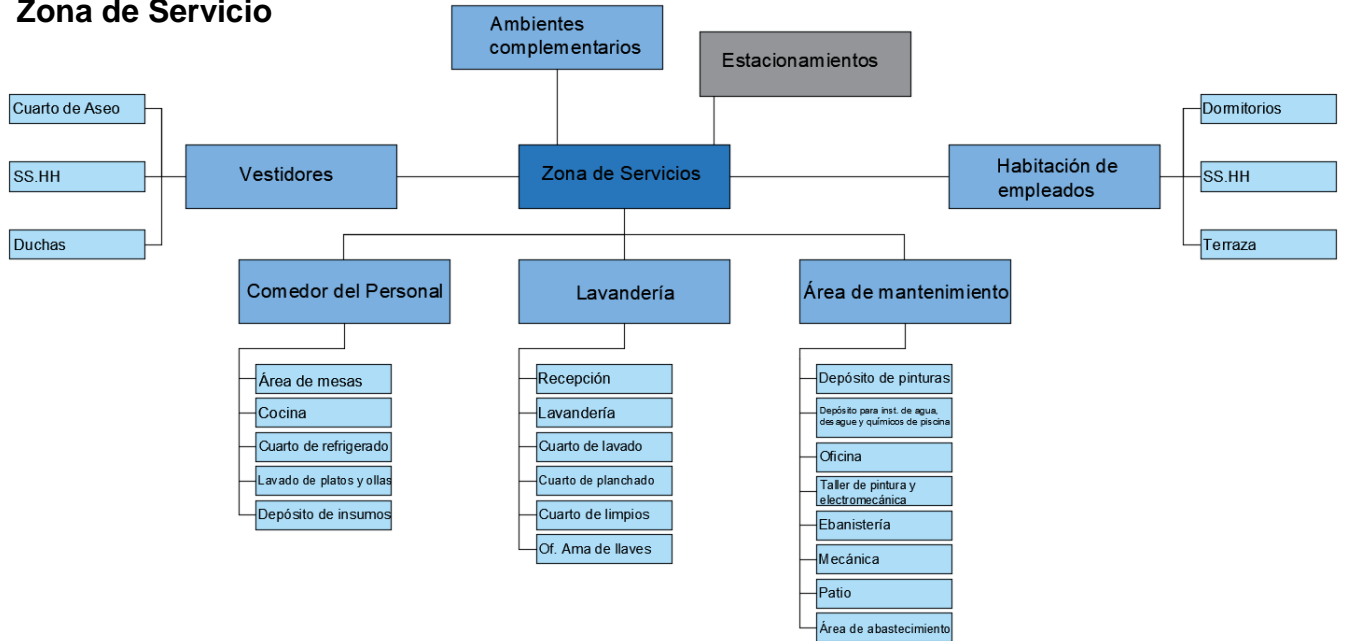 Zona de Servicio
Ambientes
complementarios
Estacionamientos
Cuarto de Aseo
SS.HH
Duchas
Vestidores
Zona de Servicios
Habitación de
empleados
Dormitorios
SS.HH
Terraza
Comedor del Personal
Área de mesas
Cocina
Cuarto de refrigerado
Lavado de platos y ollas
Depósito de insumos
Lavandería
Recepción
Lavandería
Cuarto de lavado
Cuarto de planchado
Cuarto de limpios
Of. Ama de llaves
Área de mantenimiento
Depósito de pinturas
Depósito para inst. de agua,
desague y químicos de piscina
Oficina
Taller de pintura y
electromecánica
Ebanistería
Mecánica
Patio
Área de abastecimiento